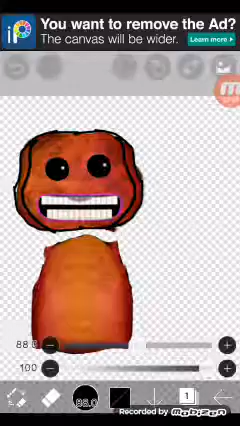 iP
You want to remove the Ad?
The canvas will be wider.
Learn more ►
88.0
100
88.0
1
Recorded by mobizen